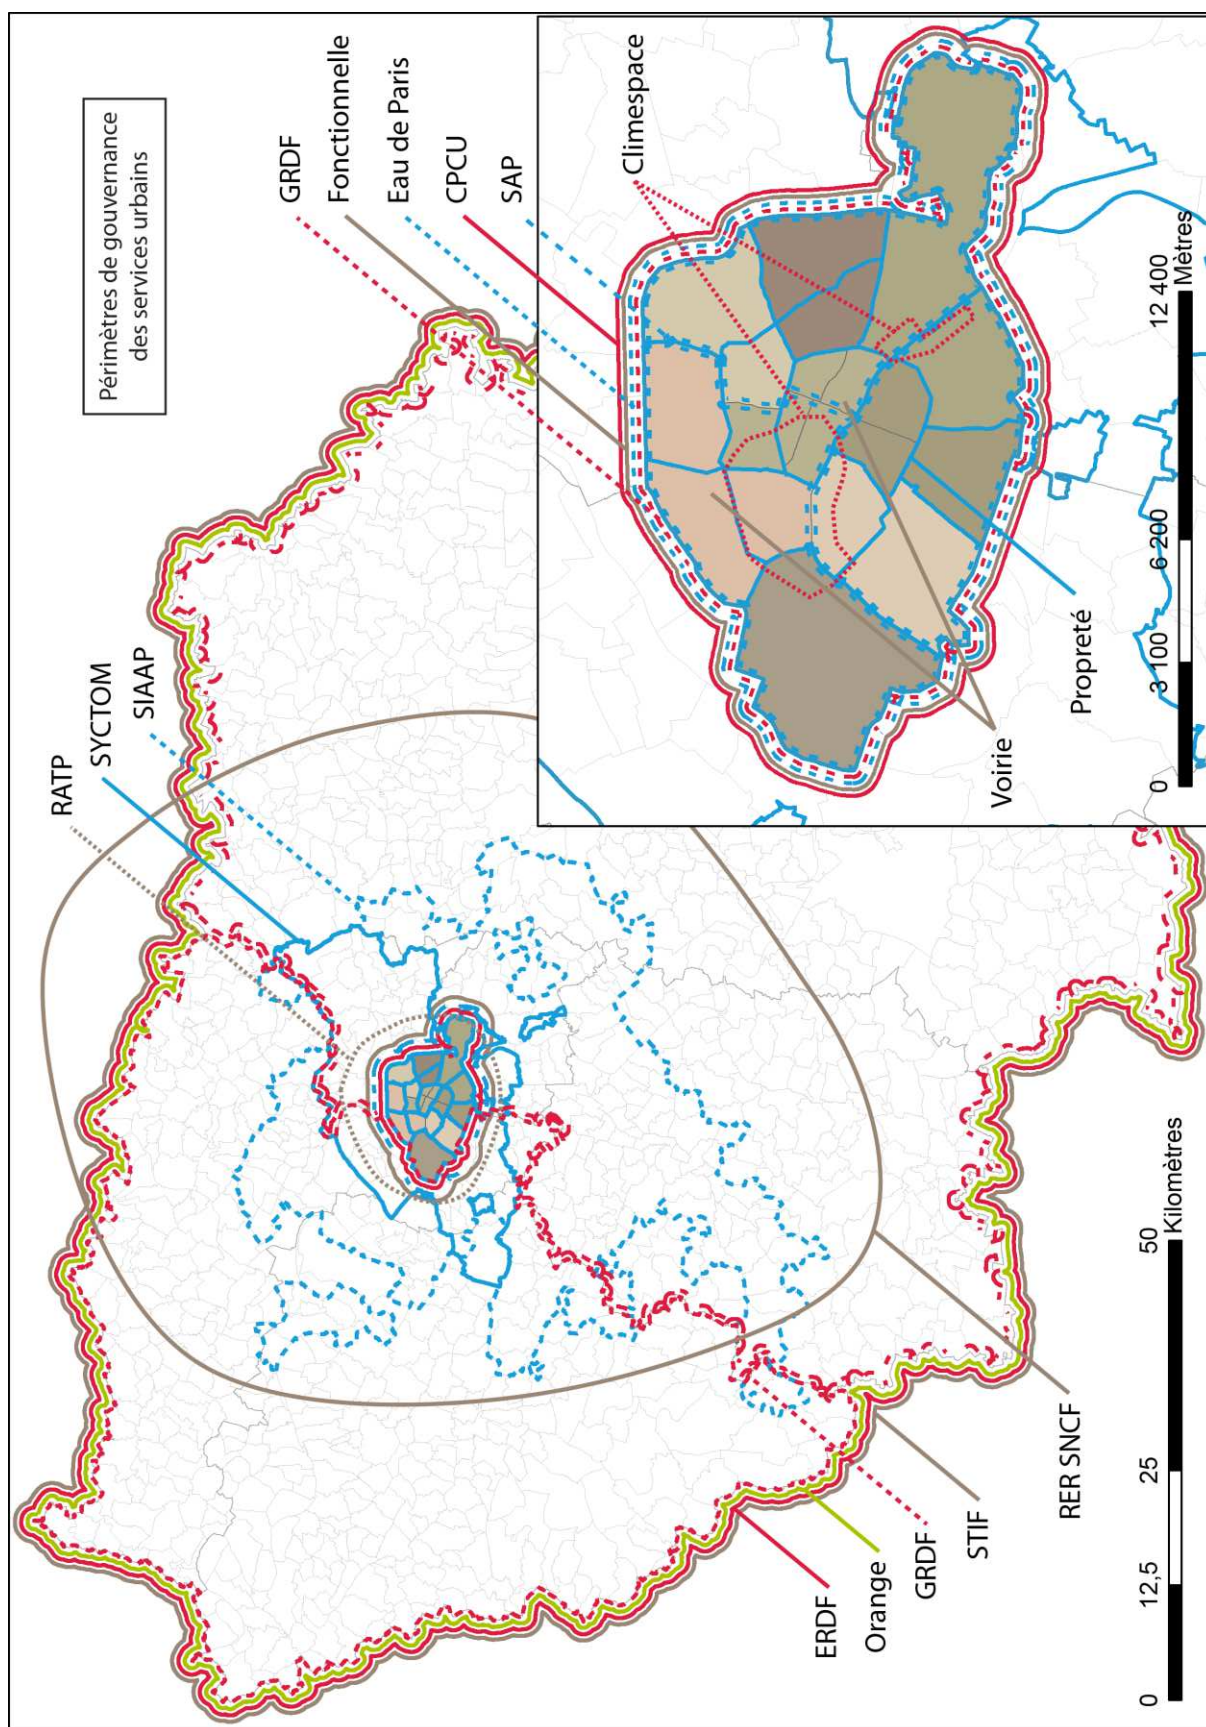 Périmètres de gouvernance
des services urbains
GRDF
Fonctionnelle
Eau de Paris
CPCU
SAP
Climespace
RATP
SYCTOM
SIAAP
Voirie
Propreté
0 3 100 6 200 12 400
Mètres
ERDF
Orange
GRDF
STIF
RER SNCF
0 12,5 25 50
Kilomètres